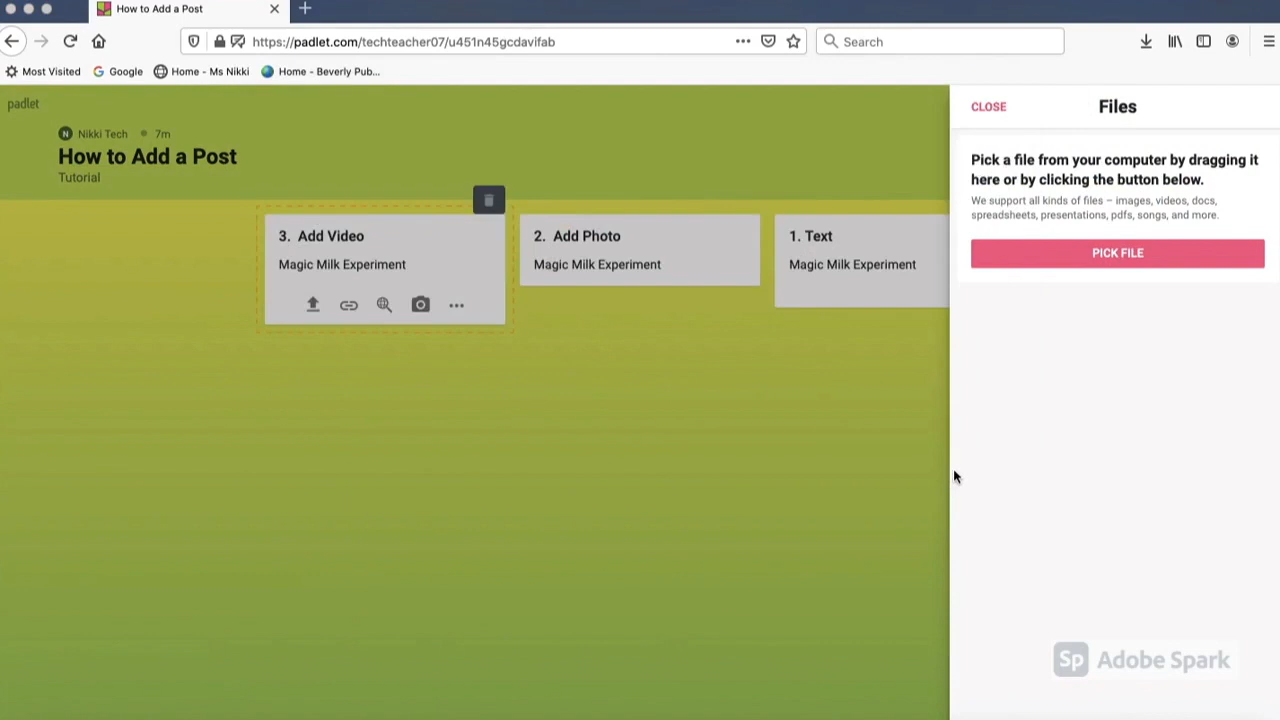 How to Add a Post
https://padlet.com/techteacher07/u451n45gcdavifab
Search
Most Visited
Google
Home - Ms Nikki
Home - Beverly Pub...
padlet
N Nikki Tech 7m
How to Add a Post
Tutorial
3. Add Video
Magic Milk Experiment
2. Add Photo
Magic Milk Experiment
1. Text
Magic Milk Experiment
CLOSE
Files
Pick a file from your computer by dragging it
here or by clicking the button below.
We support all kinds of files – images, videos, docs,
spreadsheets, presentations, pdfs, songs, and more.
PICK FILE
Sp Adobe Spark